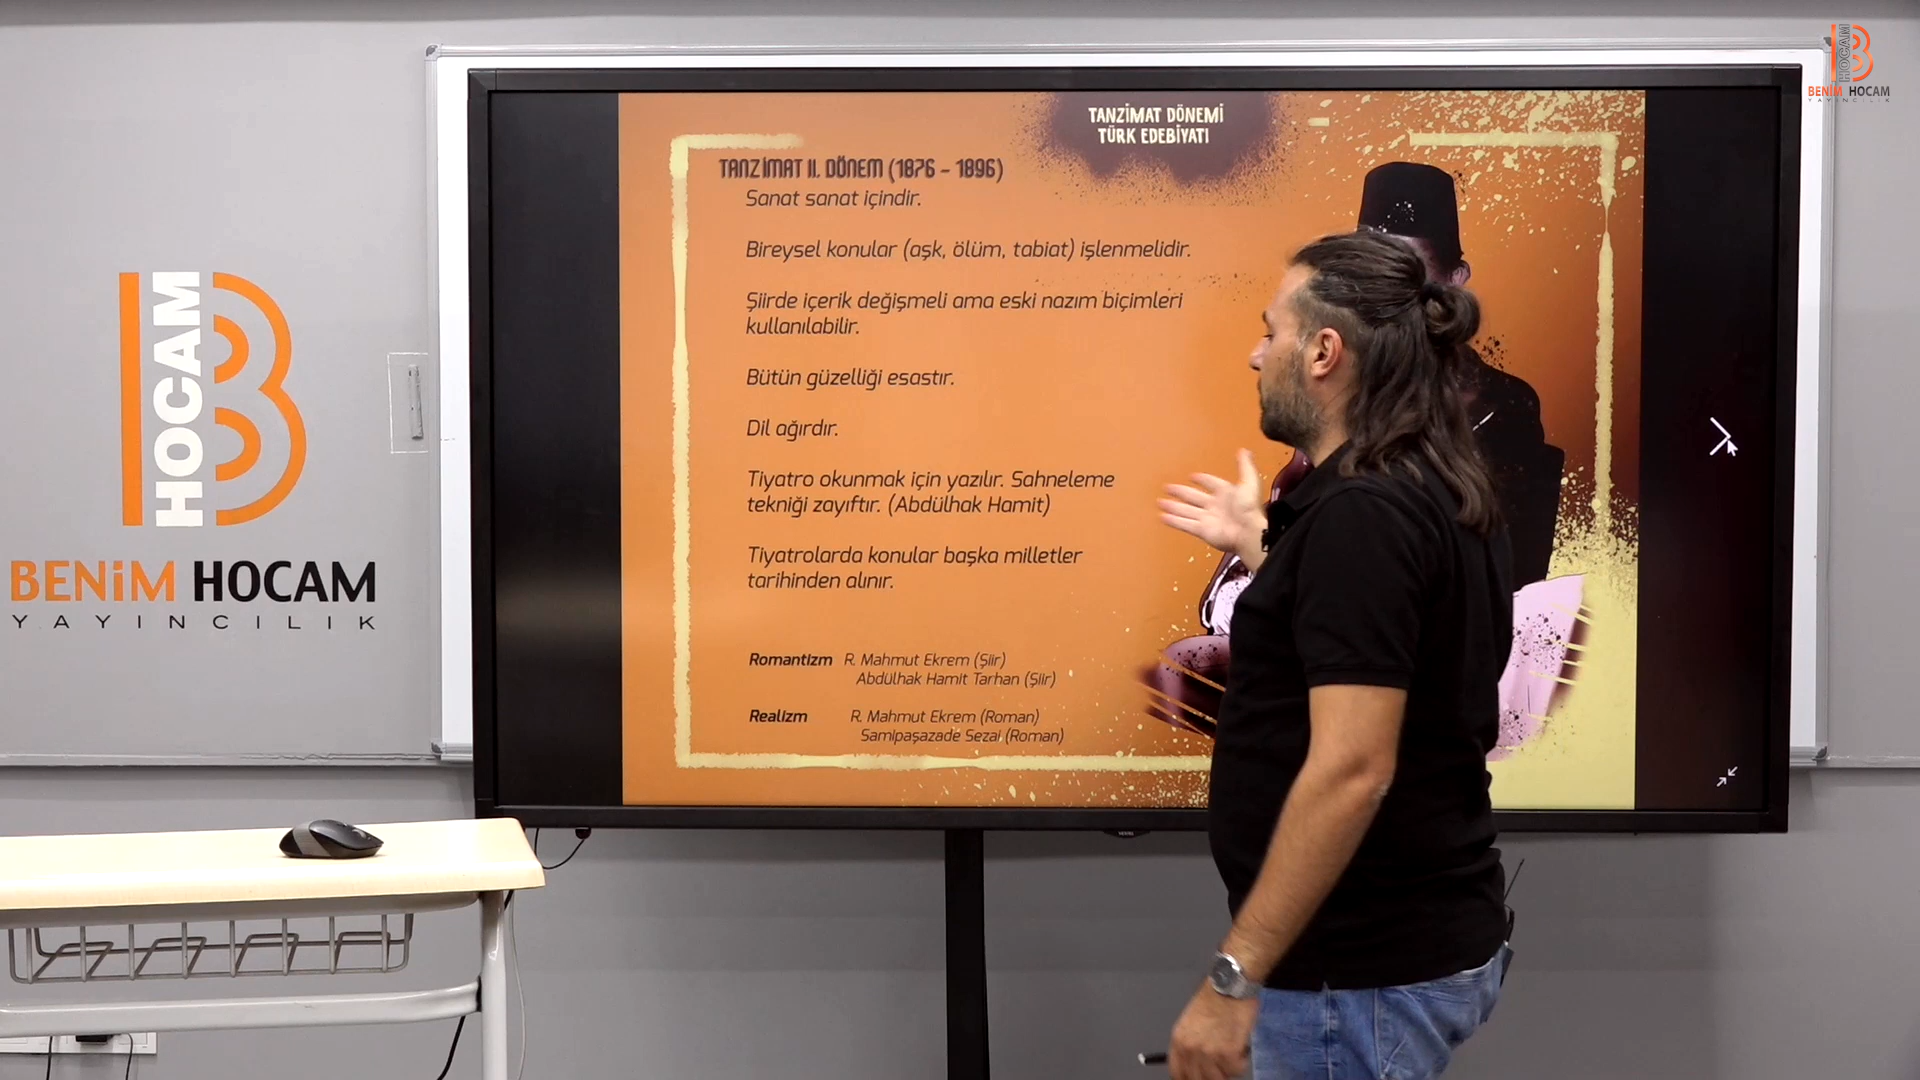 HOCAM
BENİM HOCAM
YAYINCILIK
TANZİMAT DÖNEMİ
TÜRK EDEBİYATI
TANZİMAT II. DÖNEM (1876 - 1896)
Sanat sanat içindir.
Bireysel konular (aşk, ölüm, tabiat) işlenmelidir.
Şiirde içerik değişmeli ama eski nazım biçimleri
kullanılabilir.
Bütün güzelliği esastır.
Dil ağırdır.
Tiyatro okunmak için yazılır. Sahneleme
tekniği zayıftır. (Abdülhak Hamit)
Tiyatrolarda konular başka milletler
tarihinden alınır.
Romantizm R. Mahmut Ekrem (Şiir)
Abdülhak Hamit Tarhan (Şiir)
Realizm R. Mahmut Ekrem (Roman)
Samipaşazade Sezai (Roman)
HOCAM
BENİM HOCAM
YAYINCILIK